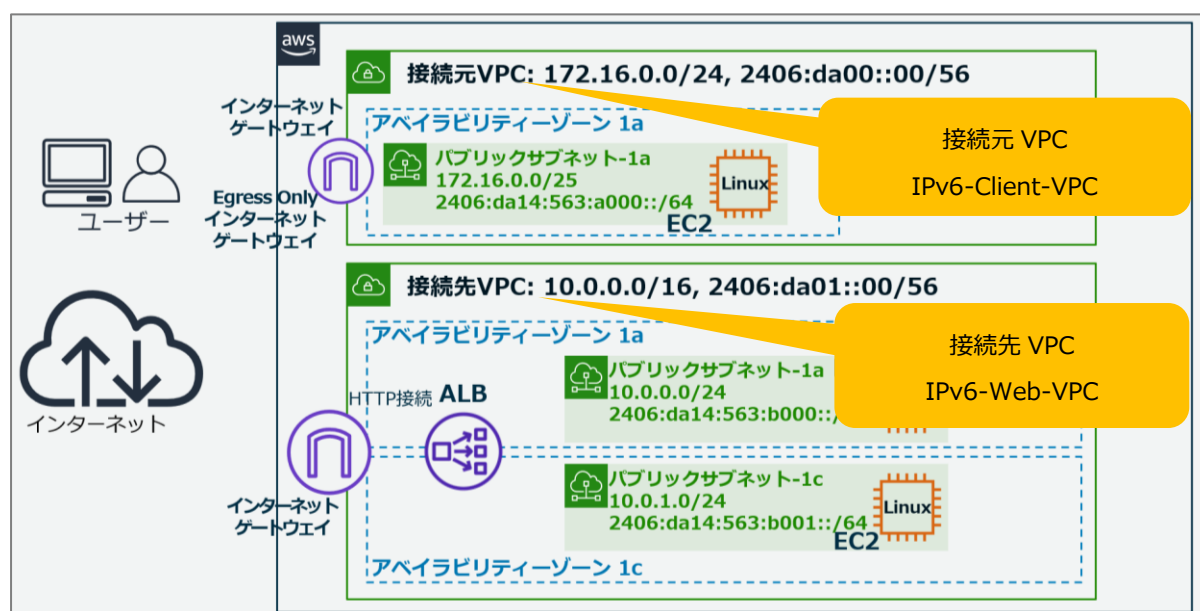 aws
接続元VPC: 172.16.0.0/24, 2406:da00::00/56
インターネット
ゲートウェイ
アベイラビリティーゾーン 1a
パブリックサブネット-1a
172.16.0.0/25
2406:da14:563:a000::/64
Linux
EC2
接続元 VPC
IPv6-Client-VPC
ユーザー
Egress Only
インターネット
ゲートウェイ
接続先VPC: 10.0.0.0/16, 2406:da01::00/56
アベイラビリティーゾーン 1a
パブリックサブネット-1a
10.0.0.0/24
2406:da14:563:b000::/
接続先 VPC
IPv6-Web-VPC
HTTP接続 ALB
インターネット
パブリックサブネット-1c
10.0.1.0/24
2406:da14:563:b001::/64
Linux
EC2
インターネット
ゲートウェイ
アベイラビリティーゾーン 1c